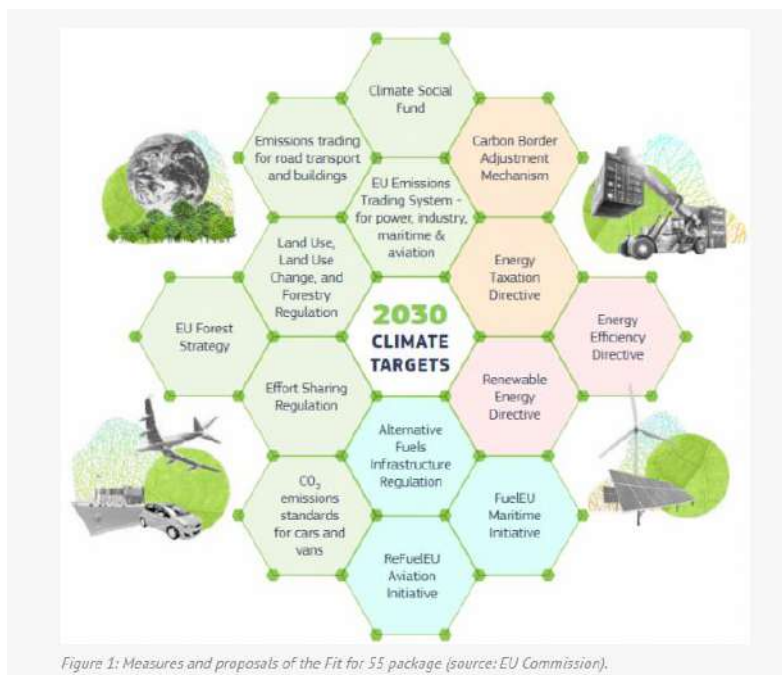 Climate Social
Fund
Emissions trading
for road transport
and buildings
Carbon Border
Adjustment
Mechanism
EU Emissions
Trading System -
for power, industry,
maritime &
aviation
Land Use,
Land Use
Change, and
Forestry
Regulation
Energy
Taxation
Directive
EU Forest
Strategy
2030
CLIMATE
TARGETS
Energy
Efficiency
Directive
Effort Sharing
Regulation
Renewable
Energy
Directive
Alternative
Fuels
Infrastructure
Regulation
CO₂
emissions
standards
for cars and
vans
FuelEU
Maritime
Initiative
ReFuelEU
Aviation
Initiative
Figure 1: Measures and proposals of the Fit for 55 package (source: EU Commission).